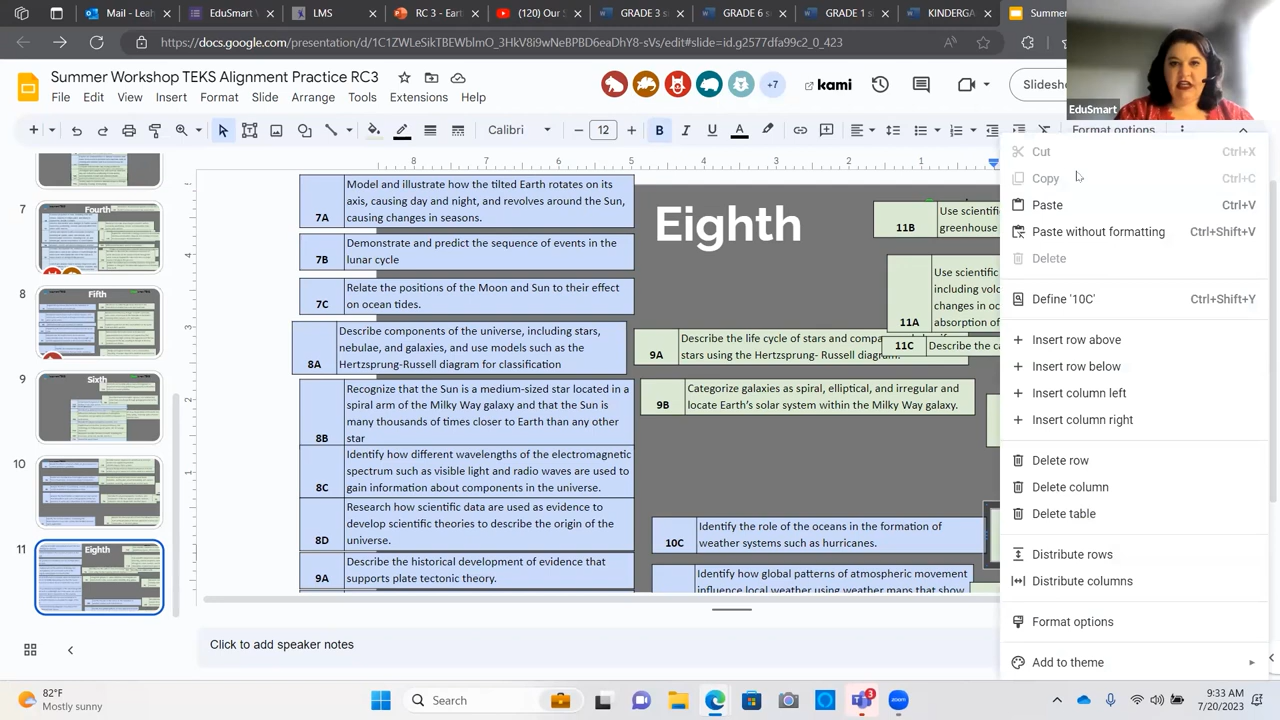 Mail - Leal
EduSmart
LMS
RC 3 - Eart
(120) Our
GRADE 3 s
GRADE 6 s
GRADE 1 s
KINDERGA
Summer
https://docs.google.com/presentation/d/1C1ZWLeSikTBEWblmO_3HkV8i9wNeBPBD6eaDhY8-sVs/edit#slide=id.g2577dfa99c2_0_423
Summer Workshop TEKS Alignment Practice RC3
+7
kami
Slidesho
File Edit View Insert Format Slide Arrange Tools Extensions Help
EduSmart
Calibri
12
B I U A
Format options
8 7 6 5 2 1
Fourth
7
Fifth
8
Sixth
9
10
11
Eighth
Model and illustrate how the tilted Earth rotates on its
axis, causing day and night, and revolves around the Sun,
7A causing changes in seasons.
Demonstrate and predict the sequence of events in the
7B lunar cycle
Relate the positions of the Moon and Sun to their effect
7C on ocean tides.
Describe components of the universe, including stars,
nebulae, and galaxies, and use models such as the
8A Hertzsprung-Russell diagram for
Recognize that the Sun is a medium-sized star located in a
spiral arm of the Milky Way galaxy and that the Sun is
many thousands of times closer to Earth than any other
8B star
Identify how different wavelengths of the electromagnetic
spectrum such as visible light and radio waves are used to
8C gain information about components in the universe.
Research how scientific data are used as evidence to
develop scientific theories to describe the origin of the
8D universe.
Describe the historical development of evidence that
9A supports plate tectonic theory.
Eighth
Use scientific
11B greenhouse
Use scientific
including volc
changes in co
11A absorption of
11C Describe the ca
Describe the life cycle of stars and compa
9A stars using the Hertzsprung- Russell diagram.
Categorize galaxies as spiral, elliptical, and irregular and
9B locate Earth's solar system within the Milky Way galaxy
Identify the role of the oceans in the formation of
10C weather systems such as hurricanes.
Identify how global patterns of atmospheric movement
influence local weather using weather maps that show
Cut Ctrl+X
Copy Ctrl+C
Paste Ctrl+V
Paste without formatting Ctrl+Shift+V
Delete
Define '10C' Ctrl+Shift+Y
Insert row above
Insert row below
Insert column left
Insert column right
Delete row
Delete column
Delete table
Distribute rows
Distribute columns
Format options
Add to theme
Click to add speaker notes
82°F
Mostly sunny
Search
3
zoom
9:33 AM
7/20/2023